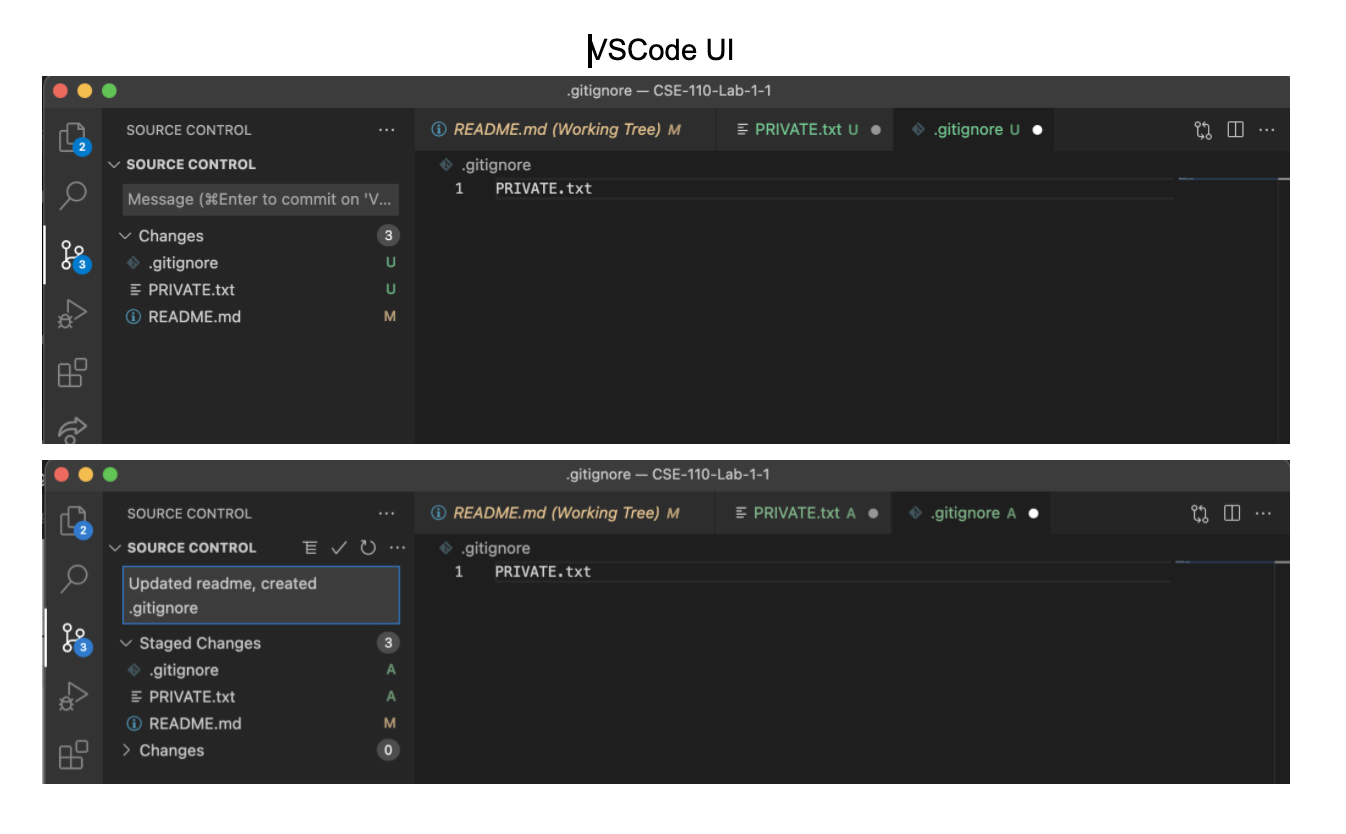 VSCode UI
.gitignore — CSE-110-Lab-1-1
2
3
SOURCE CONTROL ···
SOURCE CONTROL
Message (⌘Enter to commit on 'V...
Changes 3
.gitignore U
PRIVATE.txt U
README.md M
README.md (Working Tree) M PRIVATE.txt U .gitignore U
.gitignore
1 PRIVATE.txt
.gitignore — CSE-110-Lab-1-1
2
3
SOURCE CONTROL ···
SOURCE CONTROL ···
Updated readme, created
.gitignore
Staged Changes 3
.gitignore A
PRIVATE.txt A
README.md M
Changes 0
README.md (Working Tree) M PRIVATE.txt A .gitignore A
.gitignore
1 PRIVATE.txt